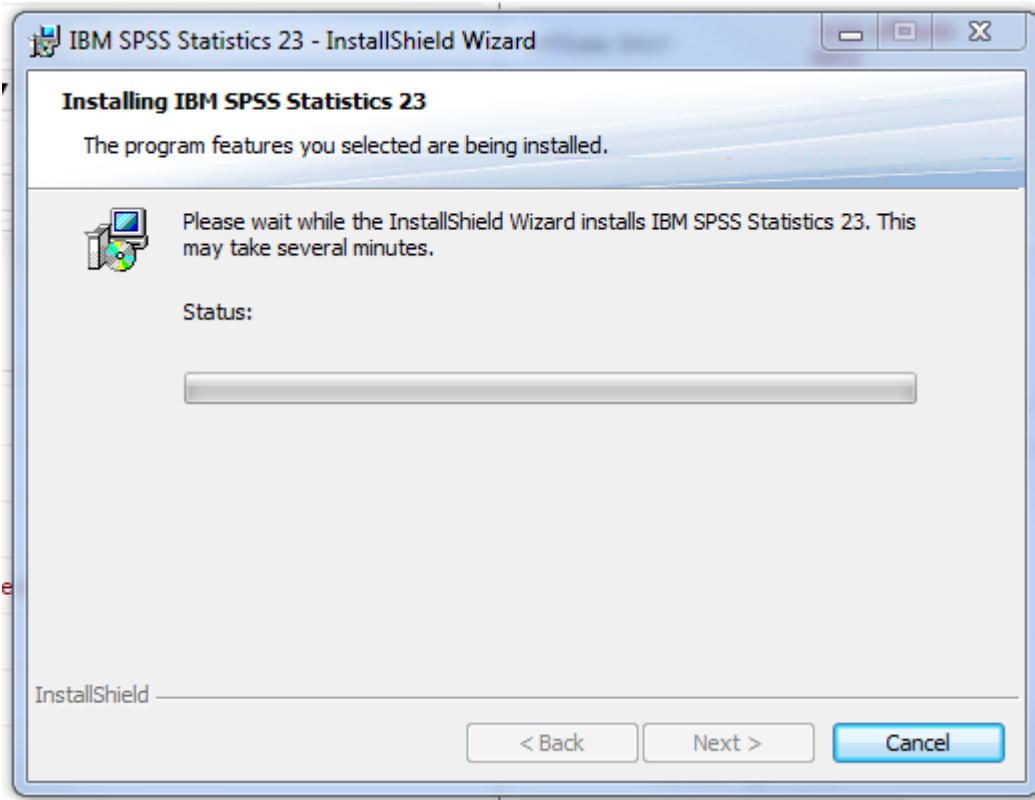 IBM SPSS Statistics 23 - InstallShield Wizard
Installing IBM SPSS Statistics 23
The program features you selected are being installed.
Please wait while the InstallShield Wizard installs IBM SPSS Statistics 23. This
may take several minutes.
Status:
InstallShield
< Back
Next >
Cancel